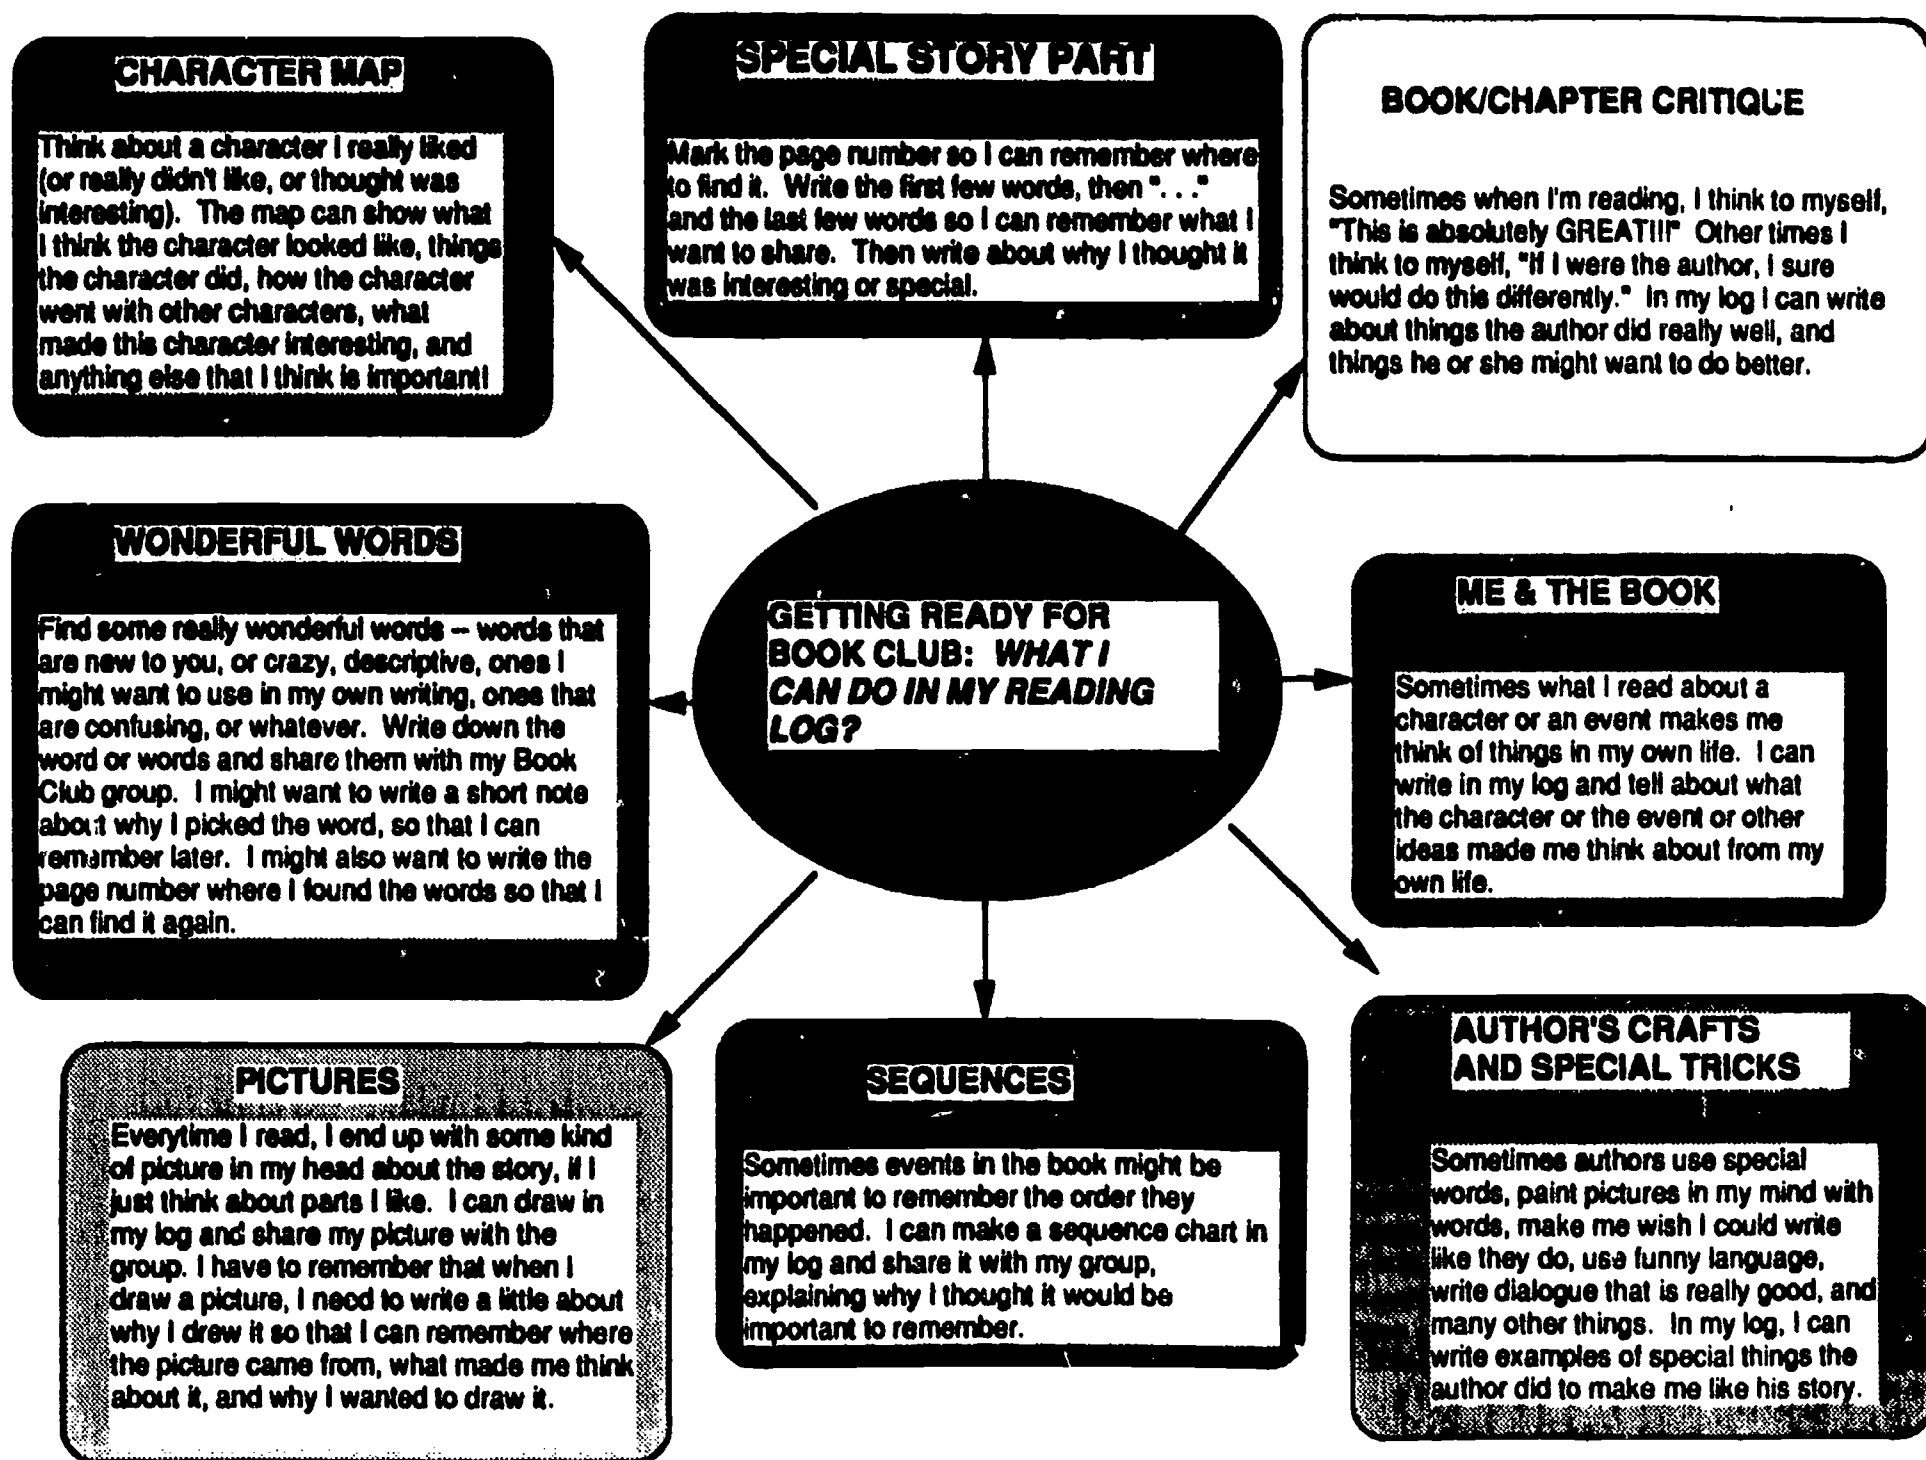 CHARACTER MAP
Think about a character I really liked
(or really didn't like, or thought was
interesting). The map can show what
I think the character looked like, things
the character did, how the character
went with other characters, what
made this character interesting, and
anything else that I think is important!
SPECIAL STORY PART
Mark the page number so I can remember where
to find it. Write the first few words, then ". . ."
and the last few words so I can remember what I
want to share. Then write about why I thought it
was interesting or special.
BOOK/CHAPTER CRITIQUE
Sometimes when I'm reading, I think to myself,
"This is absolutely GREAT!!!" Other times I
think to myself, "If I were the author, I sure
would do this differently." In my log I can write
about things the author did really well, and
things he or she might want to do better.
WONDERFUL WORDS
Find some really wonderful words -- words that
are new to you, or crazy, descriptive, ones I
might want to use in my own writing, ones that
are confusing, or whatever. Write down the
word or words and share them with my Book
Club group. I might want to write a short note
about why I picked the word, so that I can
remember later. I might also want to write the
page number where I found the words so that I
can find it again.
GETTING READY FOR
BOOK CLUB: WHAT I
CAN DO IN MY READING
LOG?
ME & THE BOOK
Sometimes what I read about a
character or an event makes me
think of things in my own life. I can
write in my log and tell about what
the character or the event or other
ideas made me think about from my
own life.
PICTURES
Everytime I read, I end up with some kind
of picture in my head about the story, if I
just think about parts I like. I can draw in
my log and share my picture with the
group. I have to remember that when I
draw a picture, I need to write a little about
why I drew it so that I can remember where
the picture came from, what made me think
about it, and why I wanted to draw it.
SEQUENCES
Sometimes events in the book might be
important to remember the order they
happened. I can make a sequence chart in
my log and share it with my group,
explaining why I thought it would be
important to remember.
AUTHOR'S CRAFTS
AND SPECIAL TRICKS
Sometimes authors use special
words, paint pictures in my mind with
words, make me wish I could write
like they do, use funny language,
write dialogue that is really good, and
many other things. In my log, I can
write examples of special things the
author did to make me like his story.